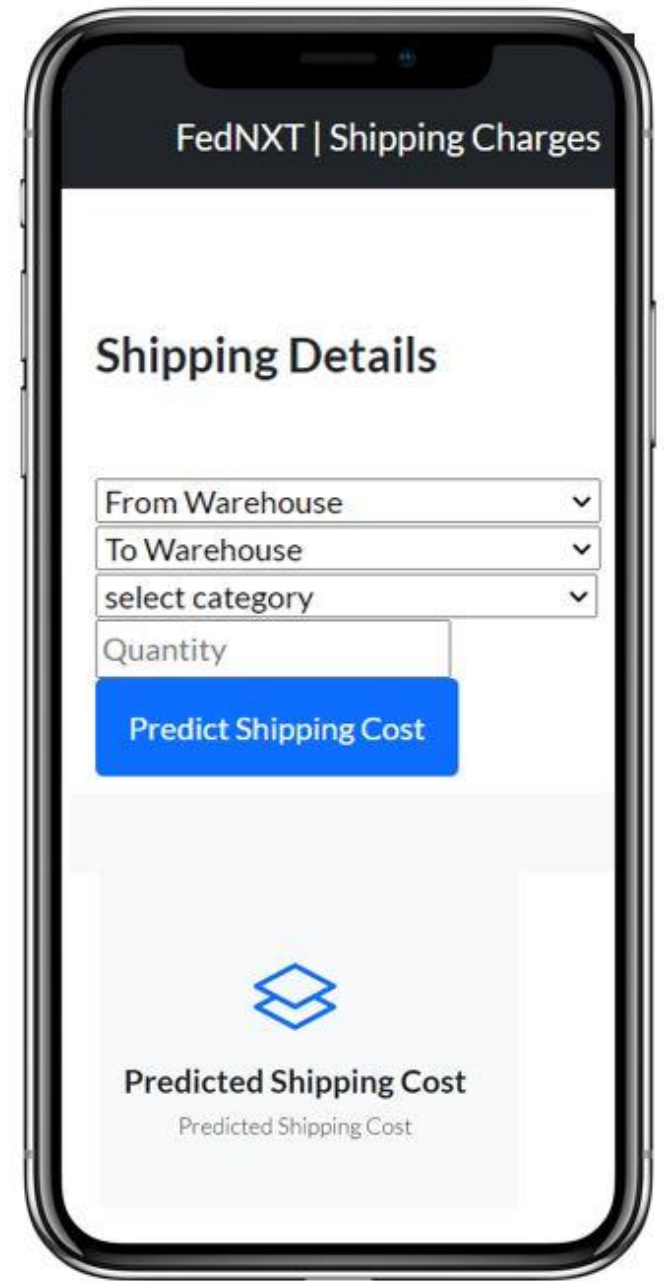 FedNXT | Shipping Charges
Shipping Details
From Warehouse
To Warehouse
select category
Quantity
Predict Shipping Cost
Predicted Shipping Cost
Predicted Shipping Cost